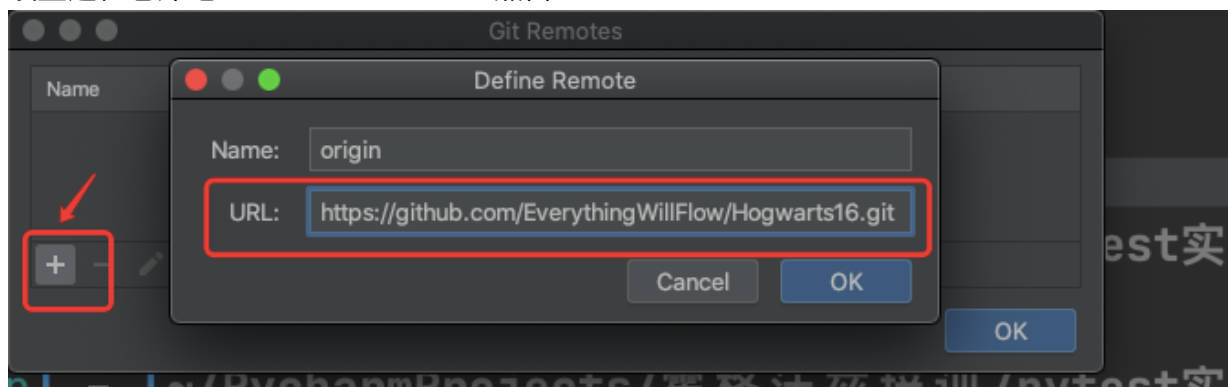 Git Remotes
Name
Define Remote
Name: origin
URL: https://github.com/EverythingWillFlow/Hogwarts16.git
est实
Cancel OK
OK